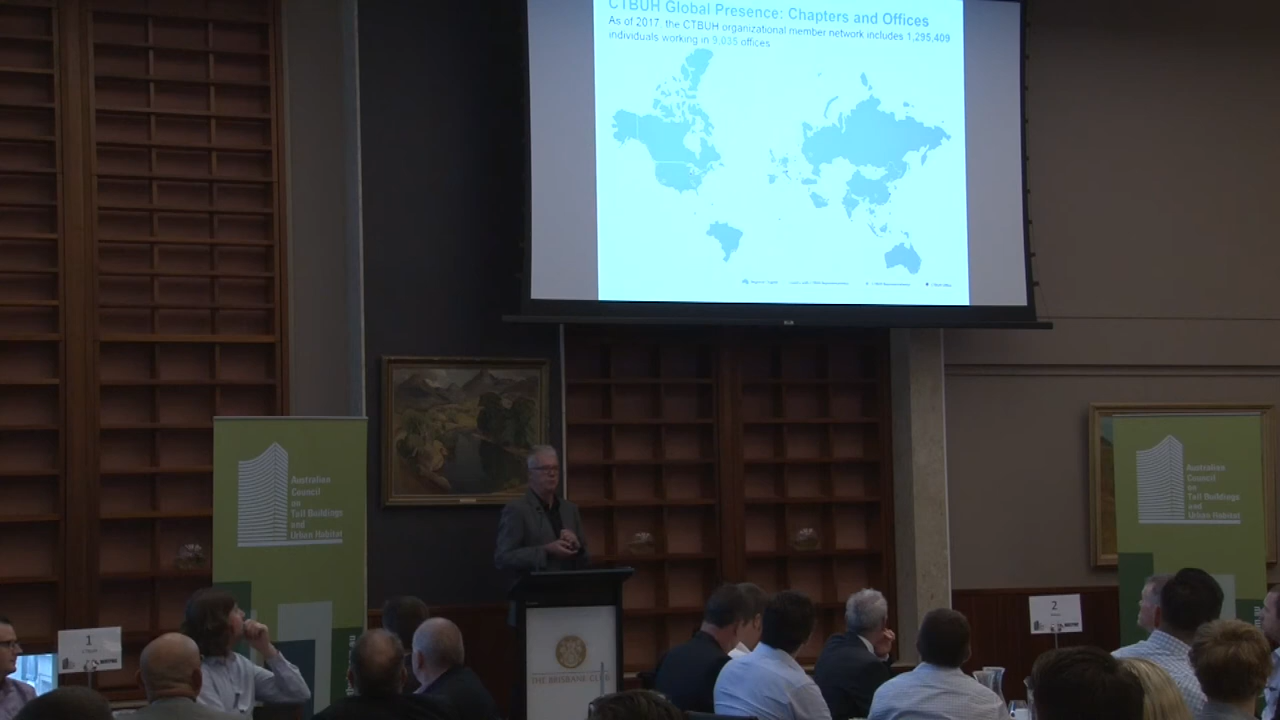 CTBUH Global Presence: Chapters and Offices
As of 2017, the CTBUH organizational member network includes 1,295,409
individuals working in 9,035 offices
Australian
Council
on
Tall Buildings
and
Urban Habitat
Australian
Council
on
Tall Buildings
and
Urban Habitat
1
2
THE BRISBANE CLUB